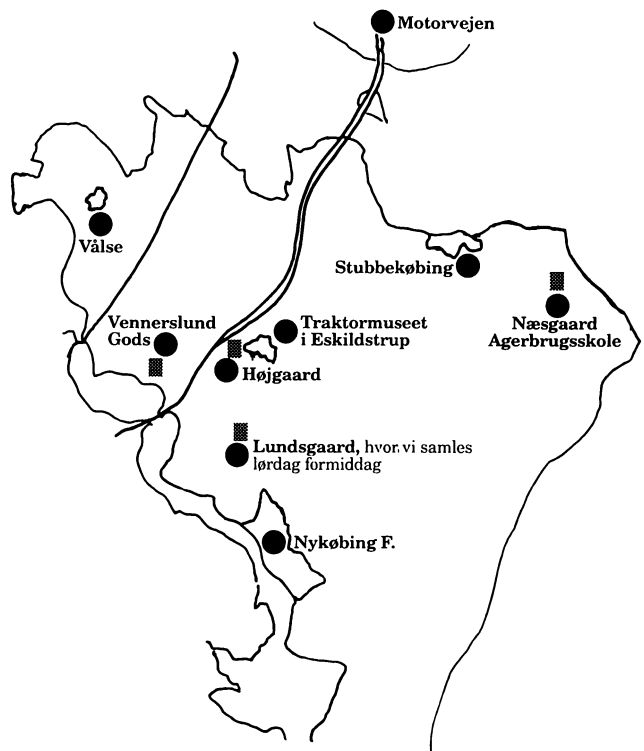 Motorvejen
Vålse
Stubbekøbing
Vennerslund
Gods
Traktormuseet
i Eskildstrup
Næsgaard
Agerbrugsskole
Højgaard
Lundsgaard, hvor vi samles
lørdag formiddag
Nykøbing F.